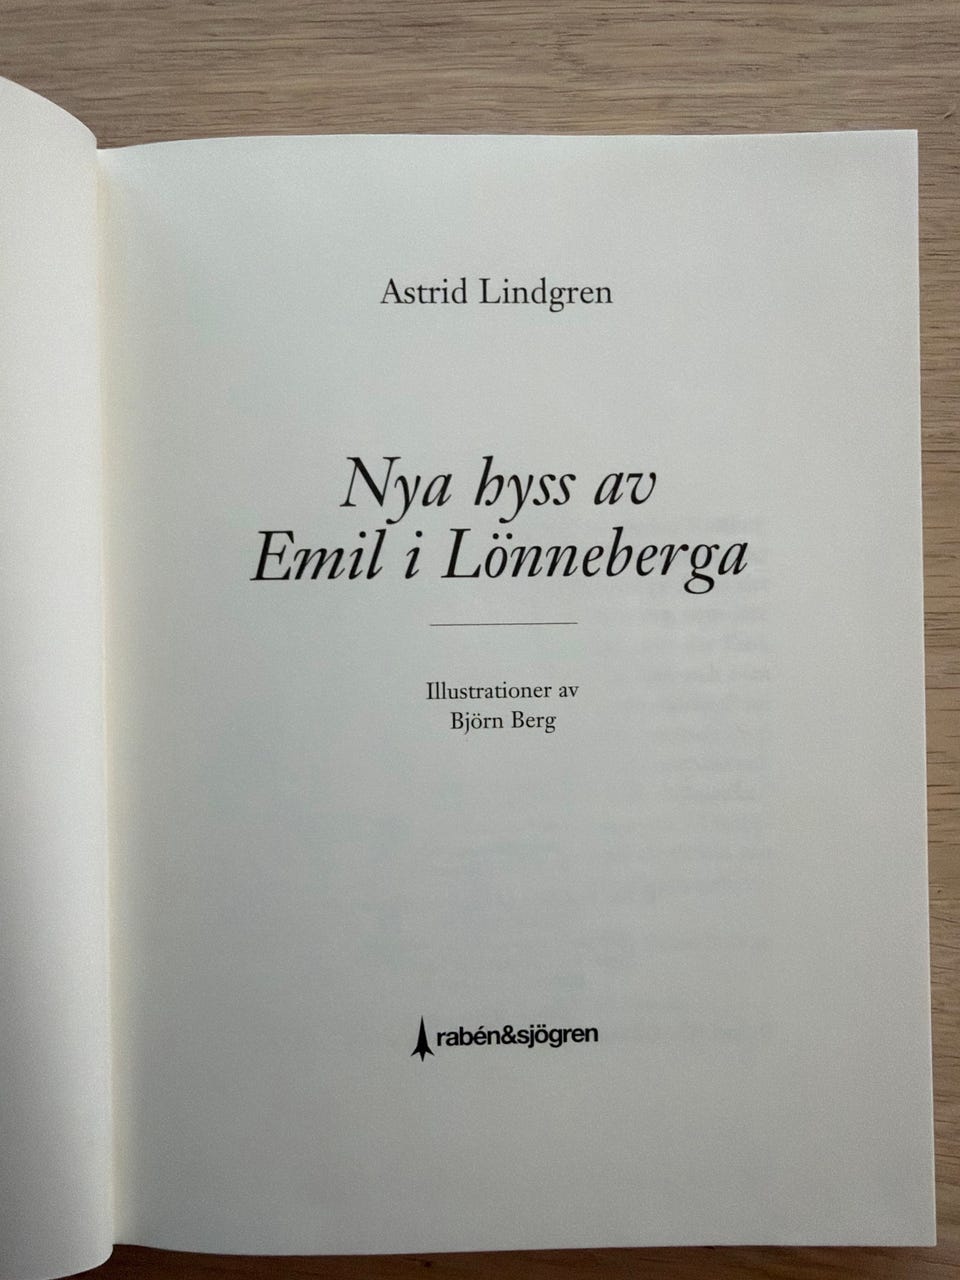 Astrid Lindgren
Nya hyss av
Emil i Lönneberga
Illustrationer av
Björn Berg
rabén&sjögren